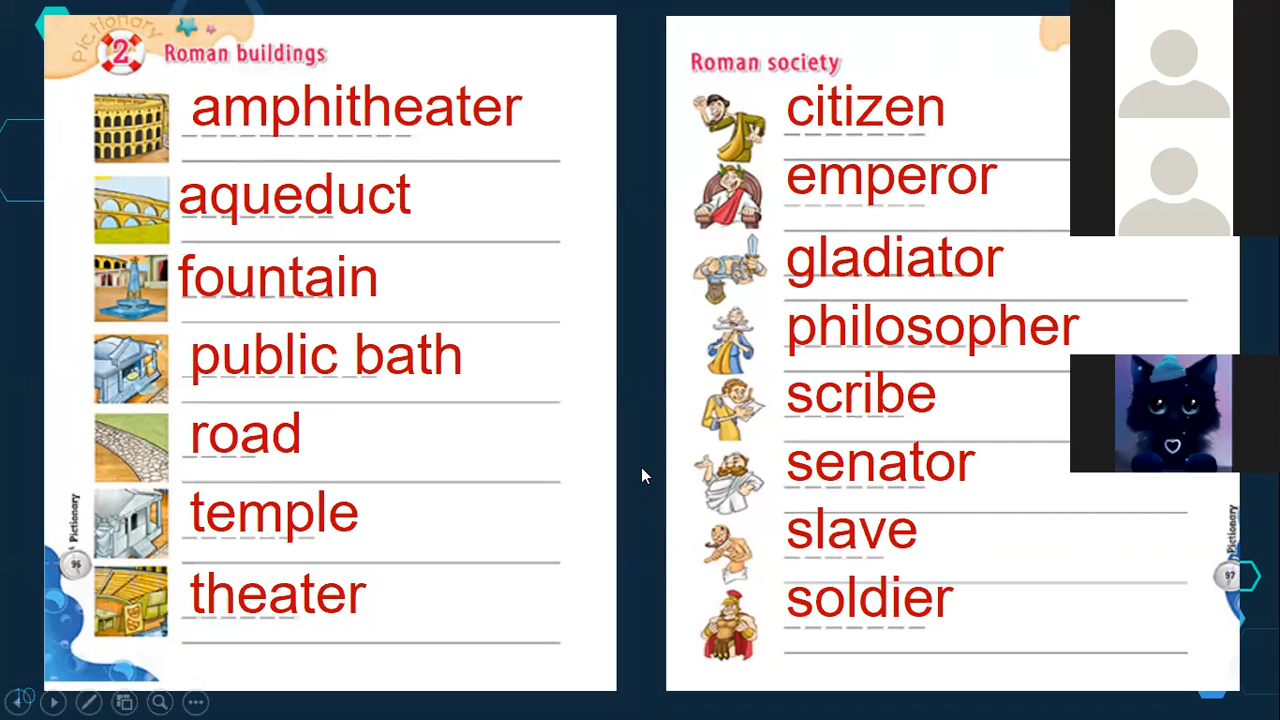 Pictionary
2 Roman buildings
amphitheater
aqueduct
fountain
public bath
road
temple
theater
Pictionary
96
Roman society
citizen
emperor
gladiator
philosopher
scribe
senator
slave
soldier
Pictionary
97
10